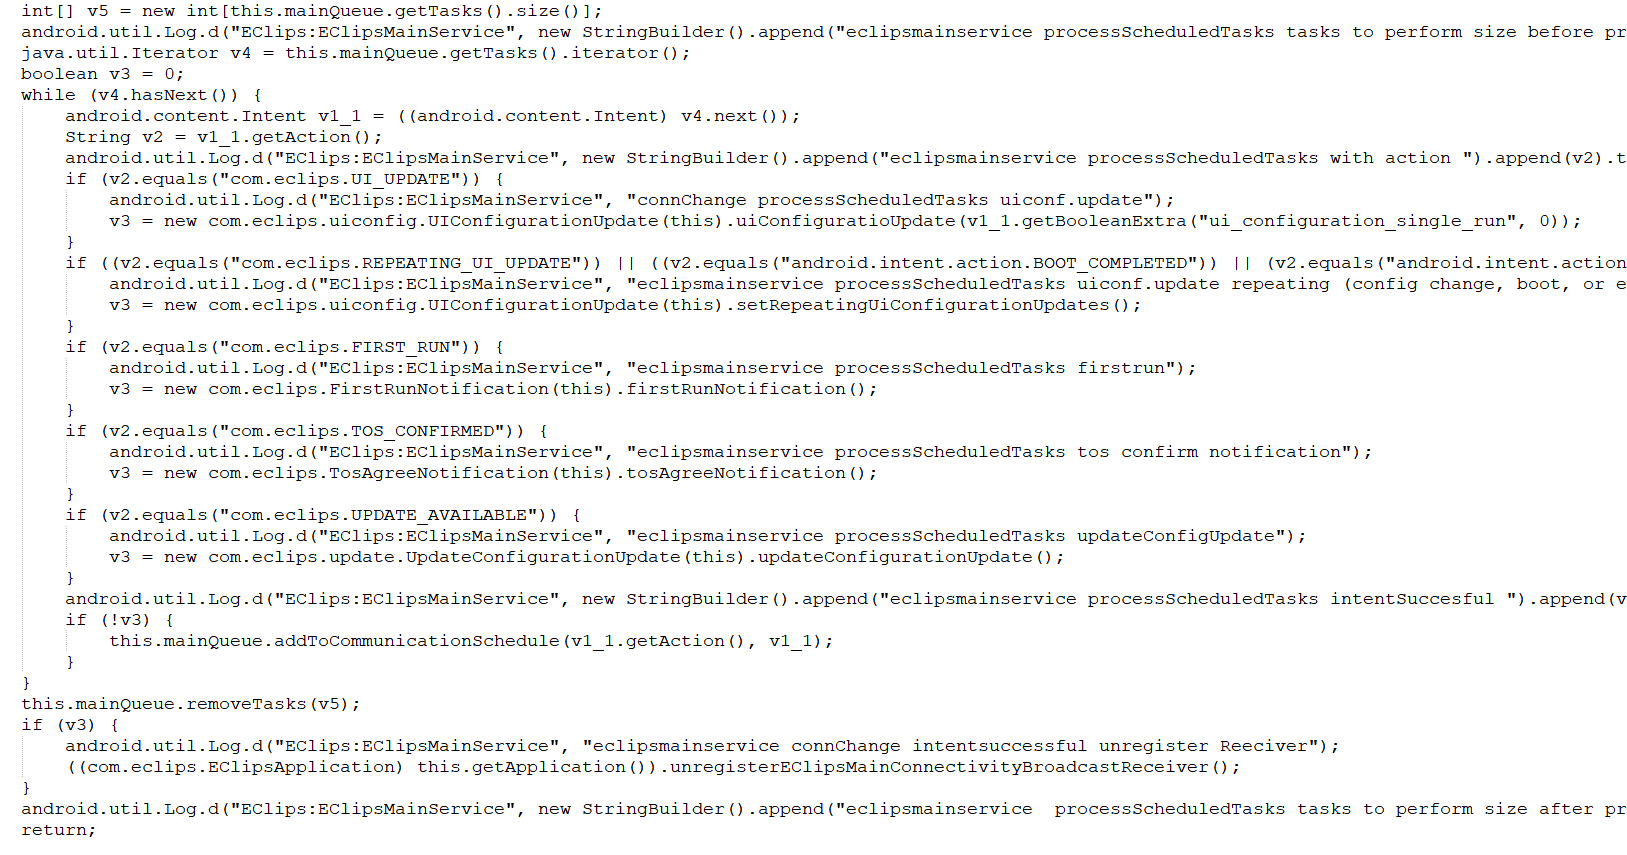 int[] v5 = new int[this.mainQueue.getTasks().size()];
android.util.Log.d("EClips:EClipsMainService", new StringBuilder().append("eclipsmainservice processScheduledTasks tasks to perform size before pr
java.util.Iterator v4 = this.mainQueue.getTasks().iterator();
boolean v3 = 0;
while (v4.hasNext()) {
android.content.Intent v1_1 = ((android.content.Intent) v4.next());
String v2 = v1_1.getAction();
android.util.Log.d("EClips:EClipsMainService", new StringBuilder().append("eclipsmainservice processScheduledTasks with action ").append(v2).t
if (v2.equals("com.eclips.UI_UPDATE")) {
android.util.Log.d("EClips:EClipsMainService", "connChange processScheduledTasks uiconf.update");
v3 = new com.eclips.uiconfig.UIConfigurationUpdate(this).uiConfiguratioUpdate(v1_1.getBooleanExtra("ui_configuration_single_run", 0));
}
if ((v2.equals("com.eclips.REPEATING_UI_UPDATE")) || ((v2.equals("android.intent.action.BOOT_COMPLETED")) || (v2.equals("android.intent.action
android.util.Log.d("EClips:EClipsMainService", "eclipsmainservice processScheduledTasks uiconf.update repeating (config change, boot, or e
v3 = new com.eclips.uiconfig.UIConfigurationUpdate(this).setRepeatingUiConfigurationUpdates();
}
if (v2.equals("com.eclips.FIRST_RUN")) {
android.util.Log.d("EClips:EClipsMainService", "eclipsmainservice processScheduledTasks firstrun");
v3 = new com.eclips.FirstRunNotification(this).firstRunNotification();
}
if (v2.equals("com.eclips.TOS_CONFIRMED")) {
android.util.Log.d("EClips:EClipsMainService", "eclipsmainservice processScheduledTasks tos confirm notification");
v3 = new com.eclips.TosAgreeNotification(this).tosAgreeNotification();
}
if (v2.equals("com.eclips.UPDATE_AVAILABLE")) {
android.util.Log.d("EClips:EClipsMainService", "eclipsmainservice processScheduledTasks updateConfigUpdate");
v3 = new com.eclips.update.UpdateConfigurationUpdate(this).updateConfigurationUpdate();
}
android.util.Log.d("EClips:EClipsMainService", new StringBuilder().append("eclipsmainservice processScheduledTasks intentSuccesful ").append(v
if (!v3) {
this.mainQueue.addToCommunicationSchedule(v1_1.getAction(), v1_1);
}
}
this.mainQueue.removeTasks(v5);
if (v3) {
android.util.Log.d("EClips:EClipsMainService", "eclipsmainservice connChange intentsuccessful unregister Reeciver");
((com.eclips.EClipsApplication) this.getApplication()).unregisterEClipsMainConnectivityBroadcastReceiver();
}
android.util.Log.d("EClips:EClipsMainService", new StringBuilder().append("eclipsmainservice  processScheduledTasks tasks to perform size after pr
return;